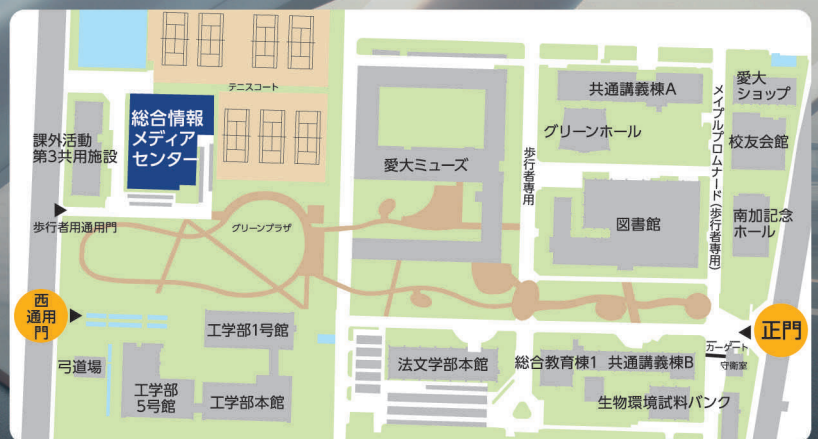 テニスコート
総合情報
メディア
センター
課外活動
第3共用施設
歩行者用通用門
グリーンプラザ
愛大ミューズ
歩行者専用
共通講義棟A
グリーンホール
図書館
メイプルプロムナード(歩行者専用)
愛大
ショップ
校友会館
南加記念
ホール
西
通用
門
弓道場
工学部1号館
工学部
5号館
工学部本館
法文学部本館
総合教育棟1
共通講義棟B
生物環境試料バンク
カーゲート
守衛室
正門